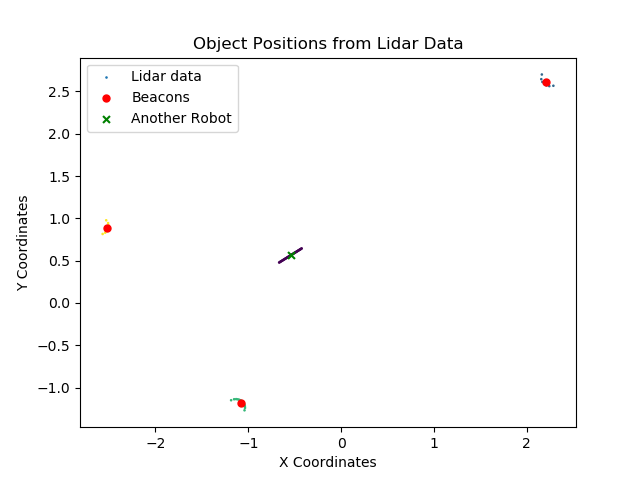 Object Positions from Lidar Data
Lidar data
Beacons
Another Robot
2.5
2.0
1.5
1.0
0.5
0.0
−0.5
−1.0
Y Coordinates
−2
−1
0
1
2
X Coordinates